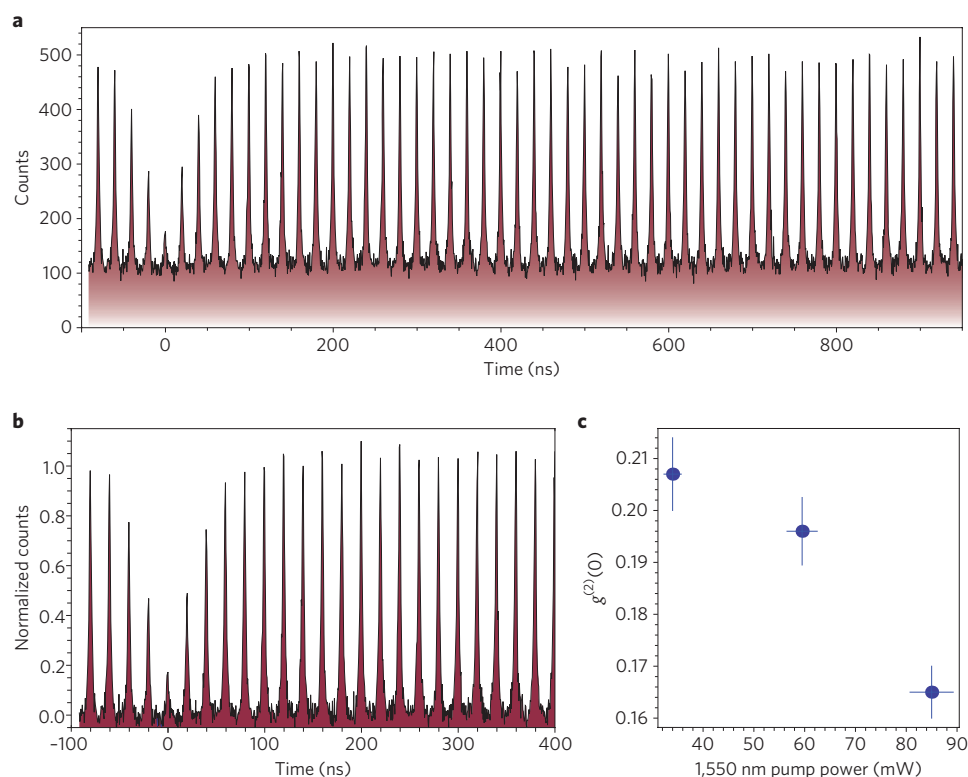 a
500
400
300
200
100
0
Counts
0 200 400 600 800
Time (ns)
b
1.0
0.8
0.6
0.4
0.2
0.0
Normalized counts
−100 0 100 200 300 400
Time (ns)
c
0.21
0.20
0.19
0.18
0.17
0.16
g(2)(0)
40 50 60 70 80 90
1,550 nm pump power (mW)